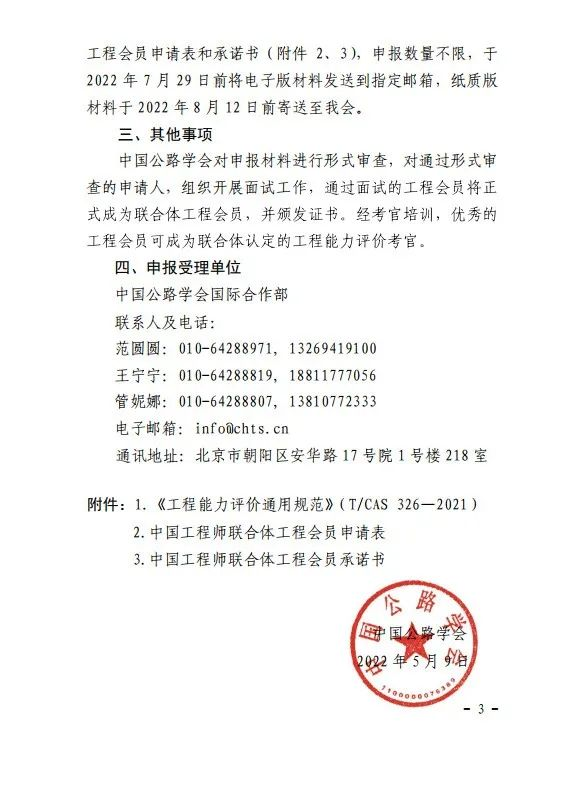 工程会员申请表和承诺书（附件 2、3），申报数量不限，于
2022 年 7 月 29 日前将电子版材料发送到指定邮箱，纸质版
材料于 2022 年 8 月 12 日前寄送至我会。
三、其他事项
中国公路学会对申报材料进行形式审查，对通过形式审
查的申请人，组织开展面试工作，通过面试的工程会员将正
式成为联合体工程会员，并颁发证书。经考官培训，优秀的
工程会员可成为联合体认定的工程能力评价考官。
四、申报受理单位
中国公路学会国际合作部
联系人及电话：
范圆圆：010-64288971，13269419100
王宁宁：010-64288819，18811777056
管妮娜：010-64288807，13810772333
电子邮箱：info@chts.cn
通讯地址：北京市朝阳区安华路 17 号院 1 号楼 218 室
附件：1.《工程能力评价通用规范》（T/CAS 326—2021）
2.中国工程师联合体工程会员申请表
3.中国工程师联合体工程会员承诺书
中国公路学会
中国公路学会
2022 年 5 月 9 日
1100000076389
- 3 -